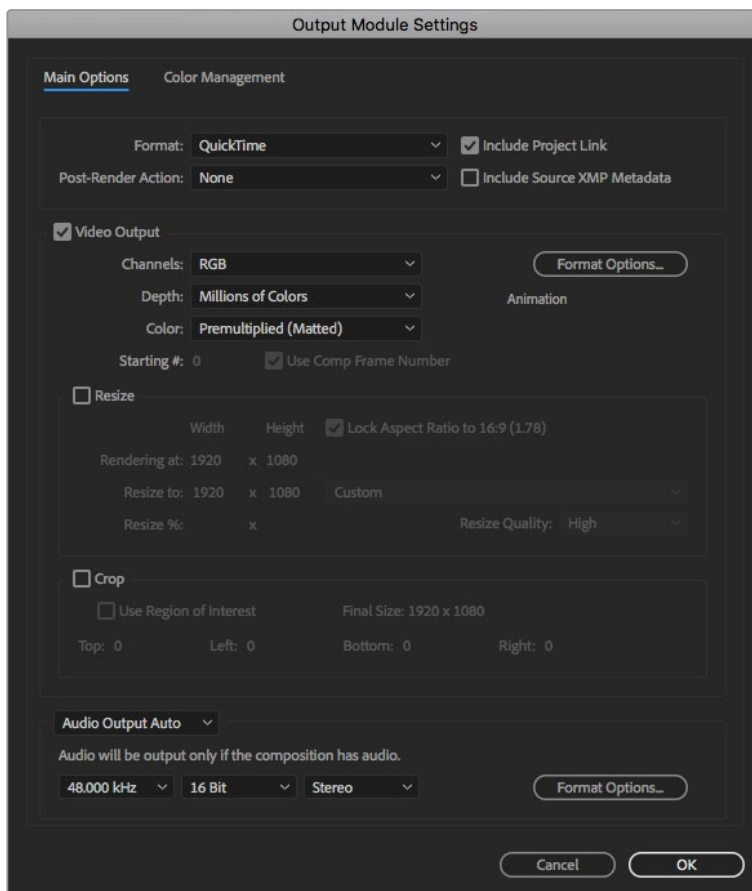 Output Module Settings
Main Options Color Management
Format: QuickTime Include Project Link
Post-Render Action: None Include Source XMP Metadata
Video Output
Channels: RGB Format Options...
Depth: Millions of Colors Animation
Color: Premultiplied (Matted)
Starting #: 0 Use Comp Frame Number
Resize
Width Height Lock Aspect Ratio to 16:9 (1.78)
Rendering at: 1920 x 1080
Resize to: 1920 x 1080 Custom
Resize %: x Resize Quality: High
Crop
Use Region of Interest Final Size: 1920 x 1080
Top: 0 Left: 0 Bottom: 0 Right: 0
Audio Output Auto
Audio will be output only if the composition has audio.
48.000 kHz 16 Bit Stereo Format Options...
Cancel OK